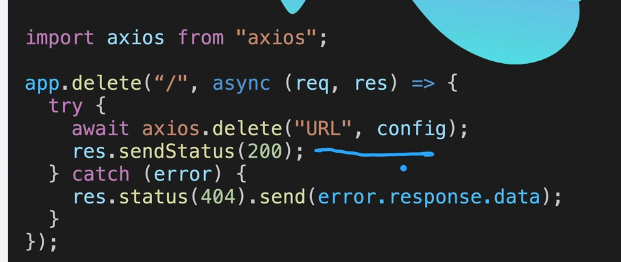 import axios from "axios";
app.delete(“/", async (req, res) => {
try {
await axios.delete("URL", config);
res.sendStatus(200);
} catch (error) {
res.status(404).send(error.response.data);
}
});